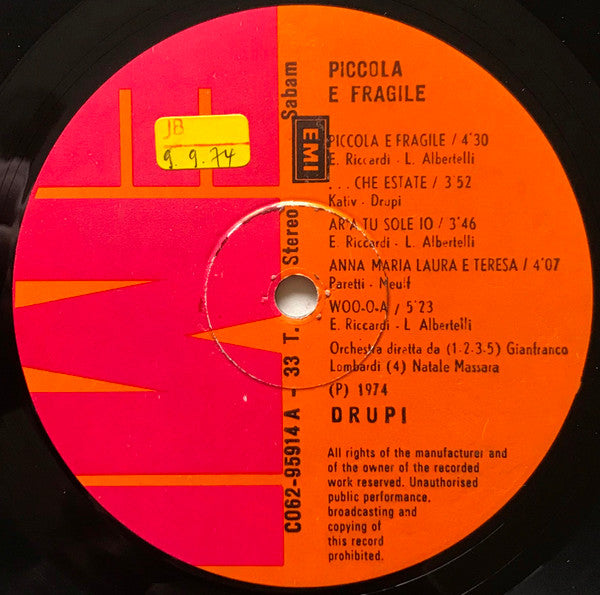 PICCOLA
E FRAGILE
PICCOLA E FRAGILE / 4'30
E. Riccardi - L. Albertelli
. . . CHE ESTATE / 3'52
Kativ - Drupi
AR'A TU SOLE IO / 3'46
E. Riccardi - L. Albertelli
ANNA MARIA LAURA E TERESA / 4'07
Paretti - Meulf
WOO-O-A / 5'23
E. Riccardi - L. Albertelli
Orchestra diretta da (1-2-3-5) Gianfranco
Lombardi (4) Natale Massara
(P) 1974
DRUPI
All rights of the manufacturer and
of the owner of the recorded
work reserved. Unauthorised
public performance,
broadcasting and
copying of
this record
prohibited.
C062-95914 A - 33 T. Stereo Sabam
EMI
JB
9.9.74